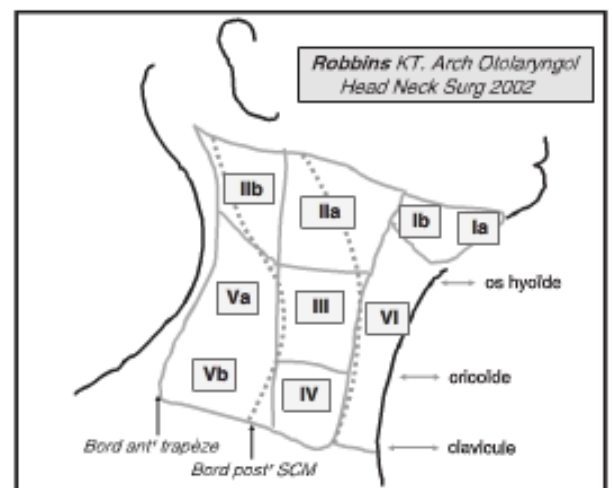 Robbins KT. Arch Otolaryngol
Head Neck Surg 2002
IIb
IIa
Ib
Ia
os hyoïde
Va
III
VI
Vb
IV
cricoïde
clavicule
Bord antʳ trapèze
Bord postʳ SCM